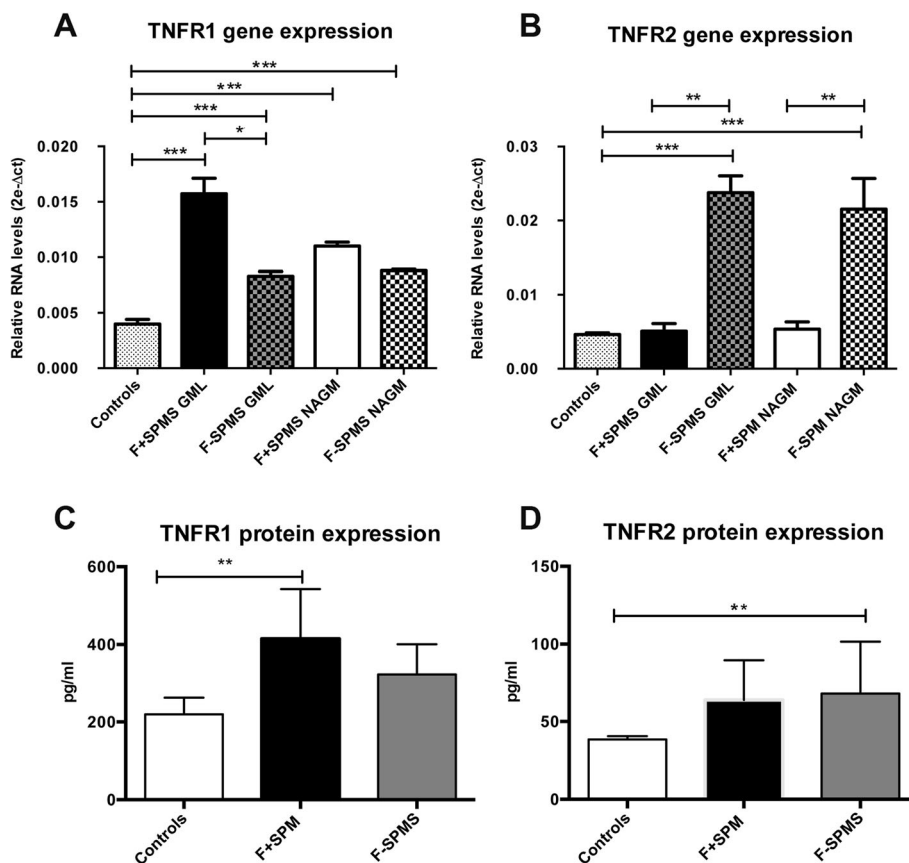 A
TNFR1 gene expression
***
***
***
*
***
Relative RNA levels (2e-Δct)
0.020
0.015
0.010
0.005
0.000
Controls
F+SPMS GML
F-SPMS GML
F+SPMS NAGM
F-SPMS NAGM
B
TNFR2 gene expression
**
**
***
***
Relative RNA levels (2e-Δct)
0.03
0.02
0.01
0.00
Controls
F+SPMS GML
F-SPMS GML
F+SPM NAGM
F-SPM NAGM
C
TNFR1 protein expression
**
pg/ml
600
400
200
0
Controls
F+SPM
F-SPMS
D
TNFR2 protein expression
**
pg/ml
150
100
50
0
Controls
F+SPM
F-SPMS